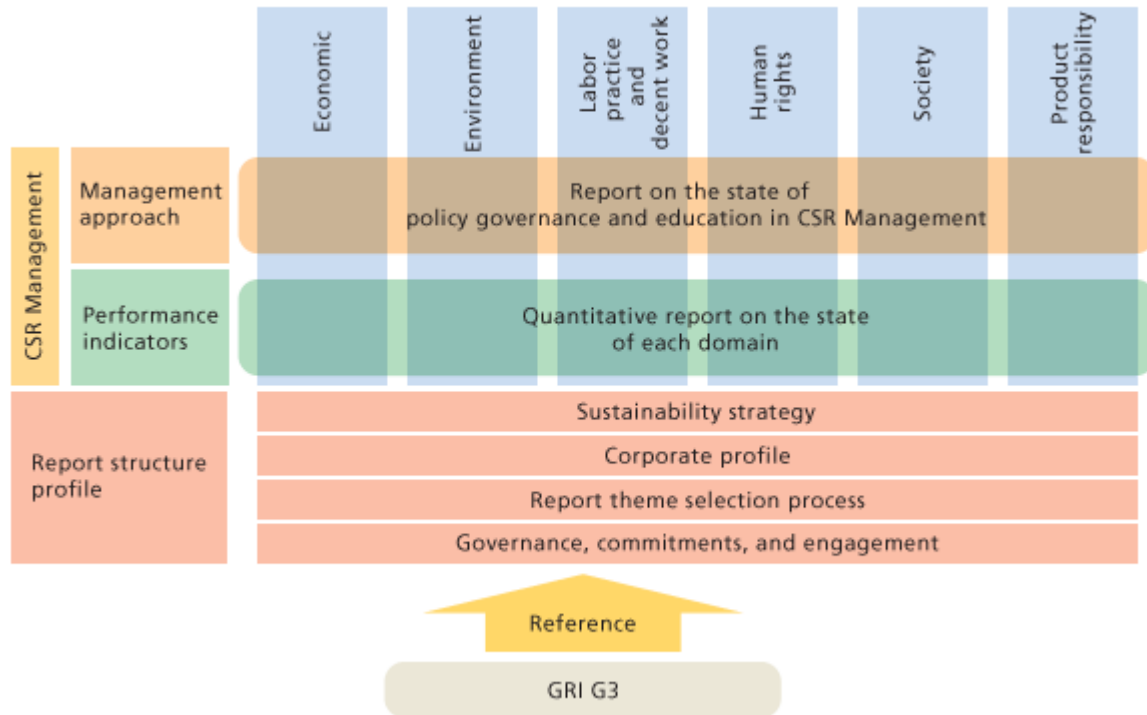 Economic
Environment
Labor
practice
and
decent work
Human
rights
Society
Product
responsibility
CSR Management
Management
approach
Report on the state of
policy governance and education in CSR Management
Performance
indicators
Quantitative report on the state
of each domain
Report structure
profile
Sustainability strategy
Corporate profile
Report theme selection process
Governance, commitments, and engagement
Reference
GRI G3